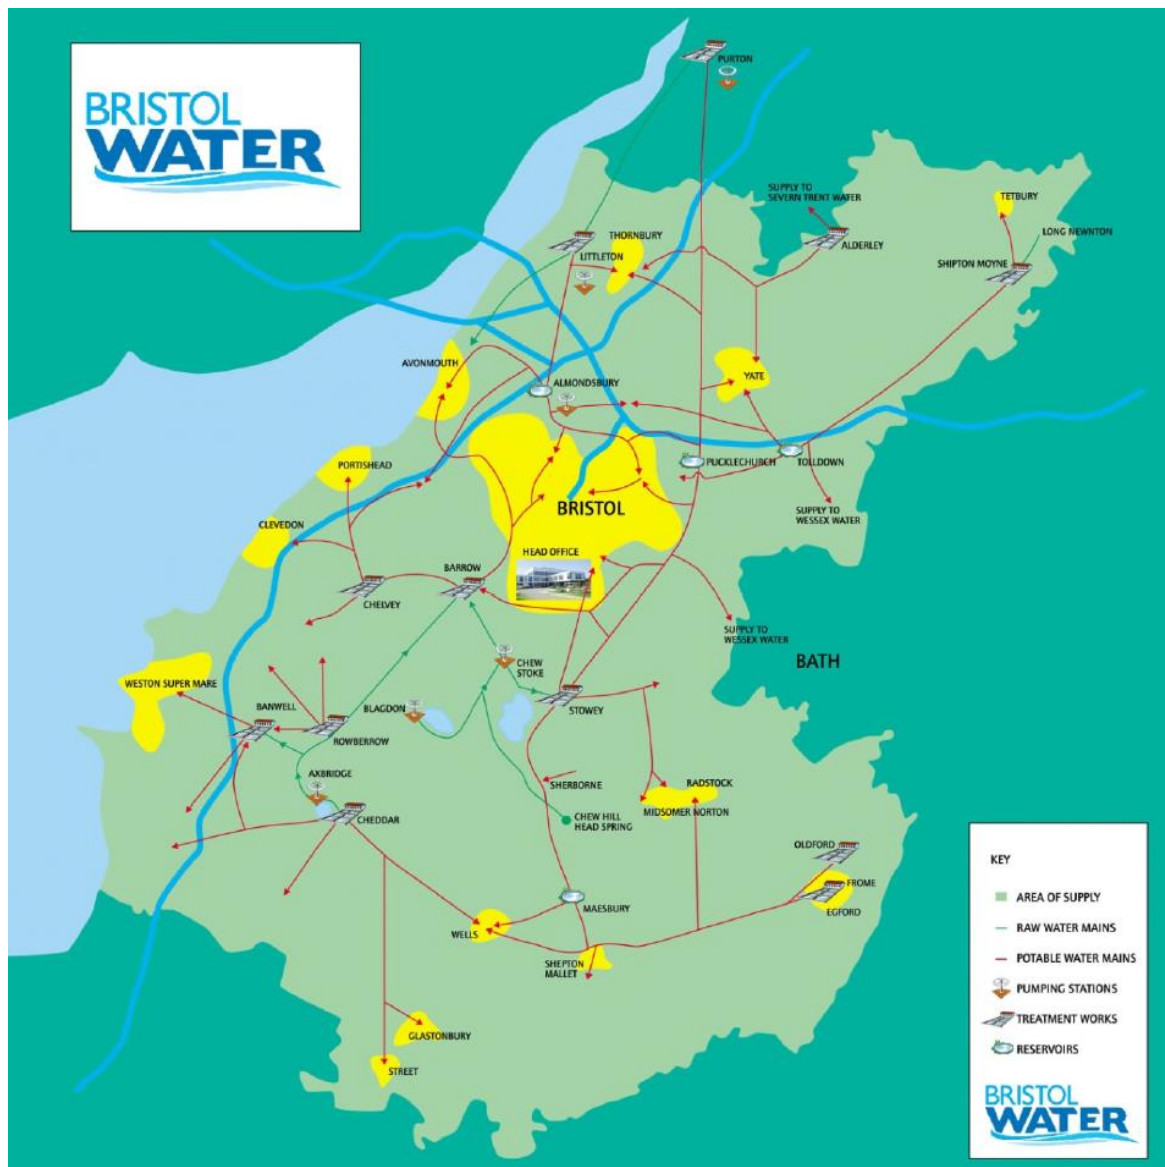 BRISTOL
WATER
PURTON
SUPPLY TO
SEVERN TRENT WATER
TETBURY
THORNBURY
LONG NEWNTON
ALDERLEY
LITTLETON
SHIPTON MOYNE
AVONMOUTH
YATE
ALMONDSBURY
PORTISHEAD
PUCKLECHURCH
TOLLDOWN
BRISTOL
SUPPLY TO
WESSEX WATER
CLEVEDON
HEAD OFFICE
BARROW
CHELVEY
SUPPLY TO
WESSEX WATER
BATH
CHEW
STOKE
WESTON SUPER MARE
BANWELL
BLAGDON
STOWEY
ROWBERROW
AXBRIDGE
SHERBORNE
RADSTOCK
CHEDDAR
CHEW HILL
HEAD SPRING
MIDSOMER NORTON
OLDFORD
FROME
EGFORD
MAESBURY
WELLS
SHEPTON
MALLET
GLASTONBURY
STREET
KEY
AREA OF SUPPLY
RAW WATER MAINS
POTABLE WATER MAINS
PUMPING STATIONS
TREATMENT WORKS
RESERVOIRS
BRISTOL
WATER